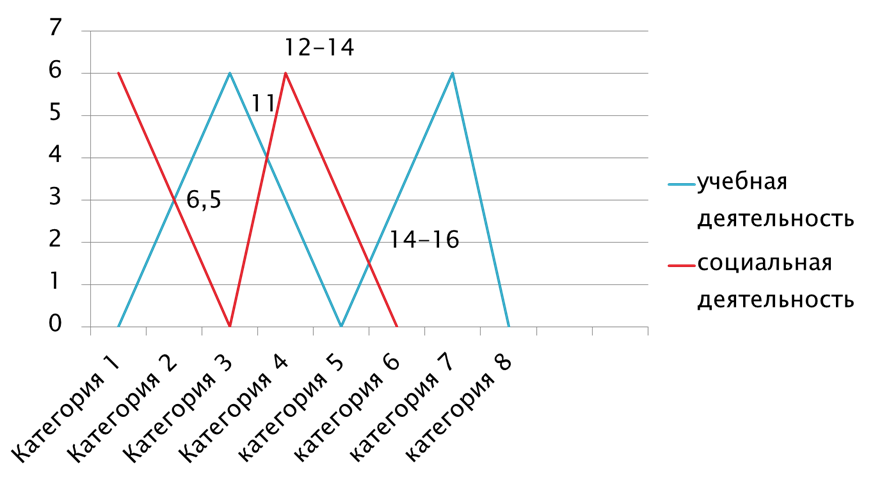 7
6
5
4
3
2
1
0
12–14
11
6,5
14–16
Категория 1
Категория 2
Категория 3
Категория 4
категория 5
категория 6
категория 7
категория 8
учебная
деятельность
социальная
деятельность